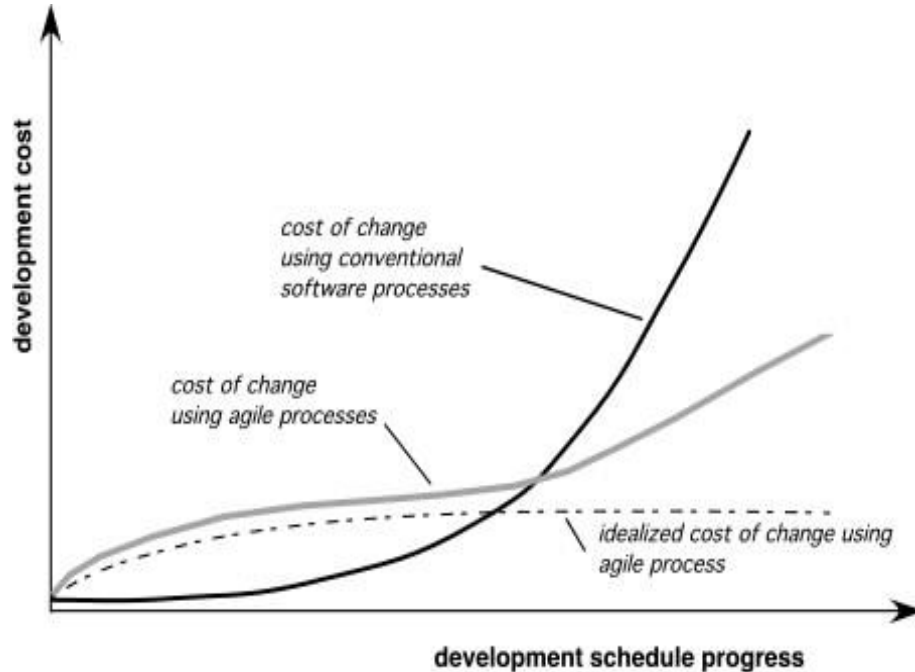 development cost
cost of change
using conventional
software processes
cost of change
using agile processes
idealized cost of change using
agile process
development schedule progress